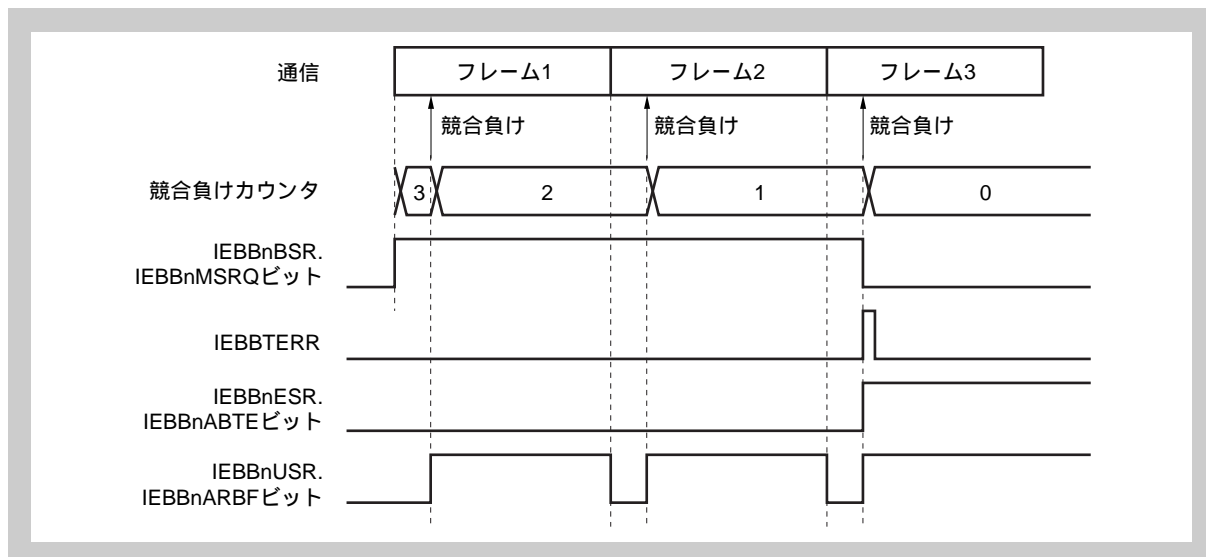 通信
フレーム1
フレーム2
フレーム3
競合負け
競合負け
競合負け
競合負けカウンタ
3
2
1
0
IEBBnBSR.
IEBBnMSRQビット
IEBBTERR
IEBBnESR.
IEBBnABTEビット
IEBBnUSR.
IEBBnARBFビット